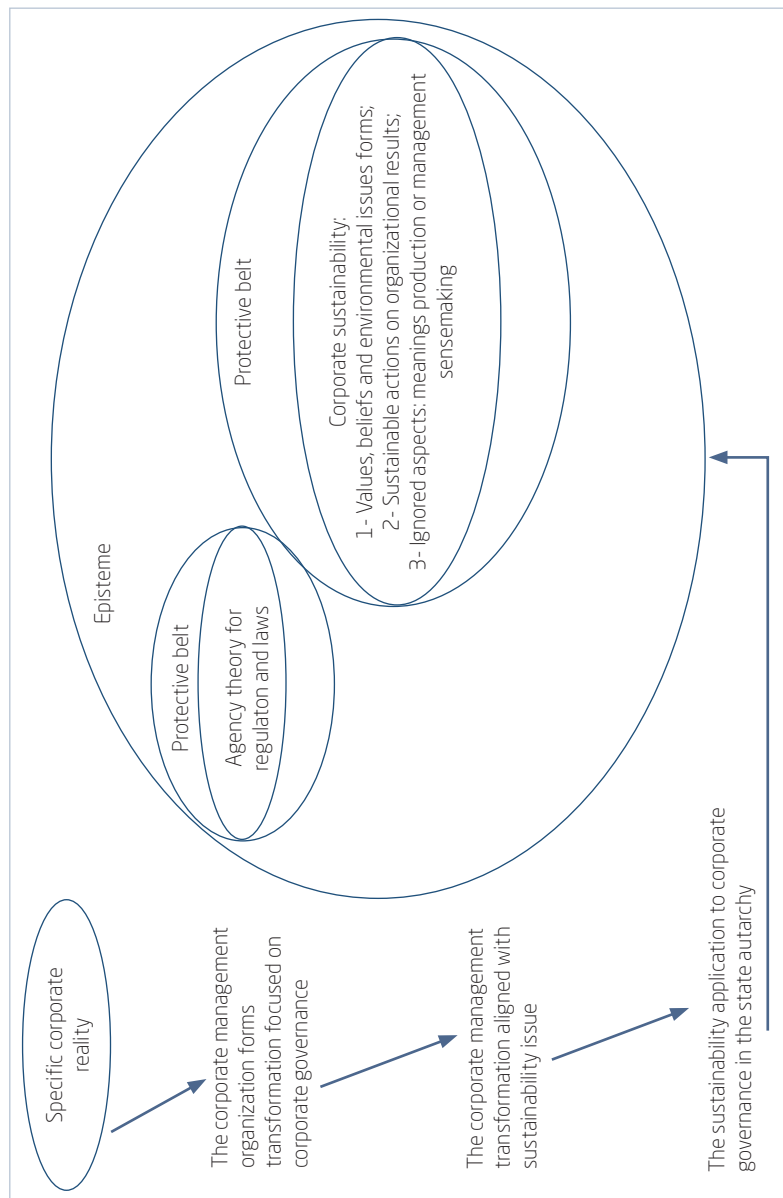 Specific corporate
reality
The corporate management
organization forms
transformation focused on
corporate governance
The corporate management
transformation aligned with
sustainability issue
The sustainability application to corporate
governance in the state autarchy
Episteme
Protective belt
Agency theory for
regulaton and laws
Protective belt
Corporate sustainability:
1- Values, beliefs and environmental issues forms;
2- Sustainable actions on organizational results;
3- Ignored aspects: meanings production or management
sensemaking